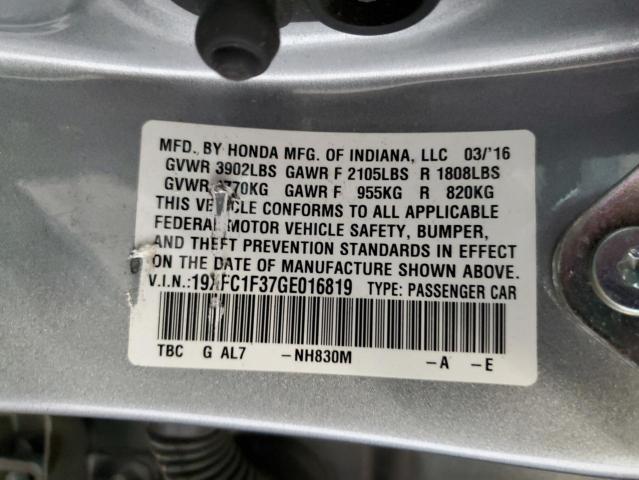 MFD. BY HONDA MFG. OF INDIANA, LLC 03/'16
GVWR 3902LBS GAWR F 2105LBS R 1808LBS
GVWR GAWR F 955KG R 820KG
THIS VEHICLE CONFORMS TO ALL APPLICABLE
FEDERAL MOTOR VEHICLE SAFETY, BUMPER,
AND THEFT PREVENTION STANDARDS IN EFFECT
ON THE DATE OF MANUFACTURE SHOWN ABOVE.
V.I.N.:19XFC1F37GE016819 TYPE: PASSENGER CAR
TBC G AL7 -NH830M -A -E